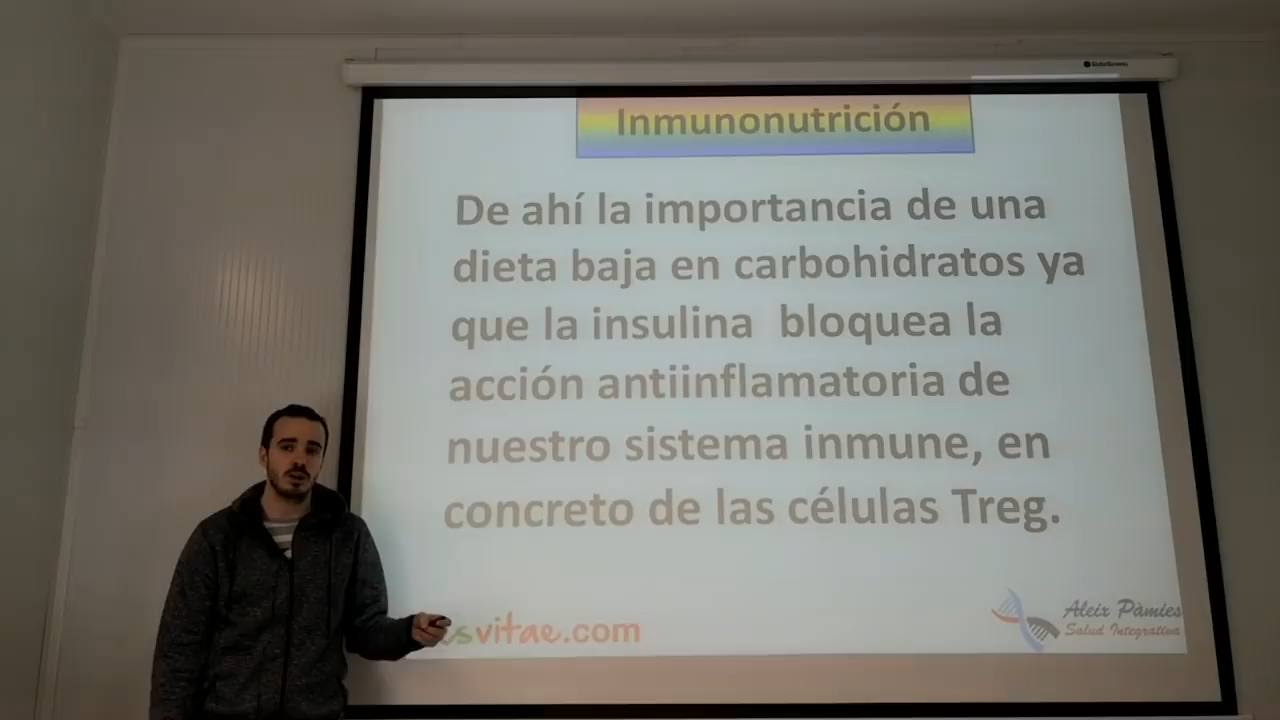 Inmunonutrición
De ahí la importancia de una
dieta baja en carbohidratos ya
que la insulina bloquea la
acción antiinflamatoria de
nuestro sistema inmune, en
concreto de las células Treg.
svitae.com
Aleix Pàmies
Salud Integrativa